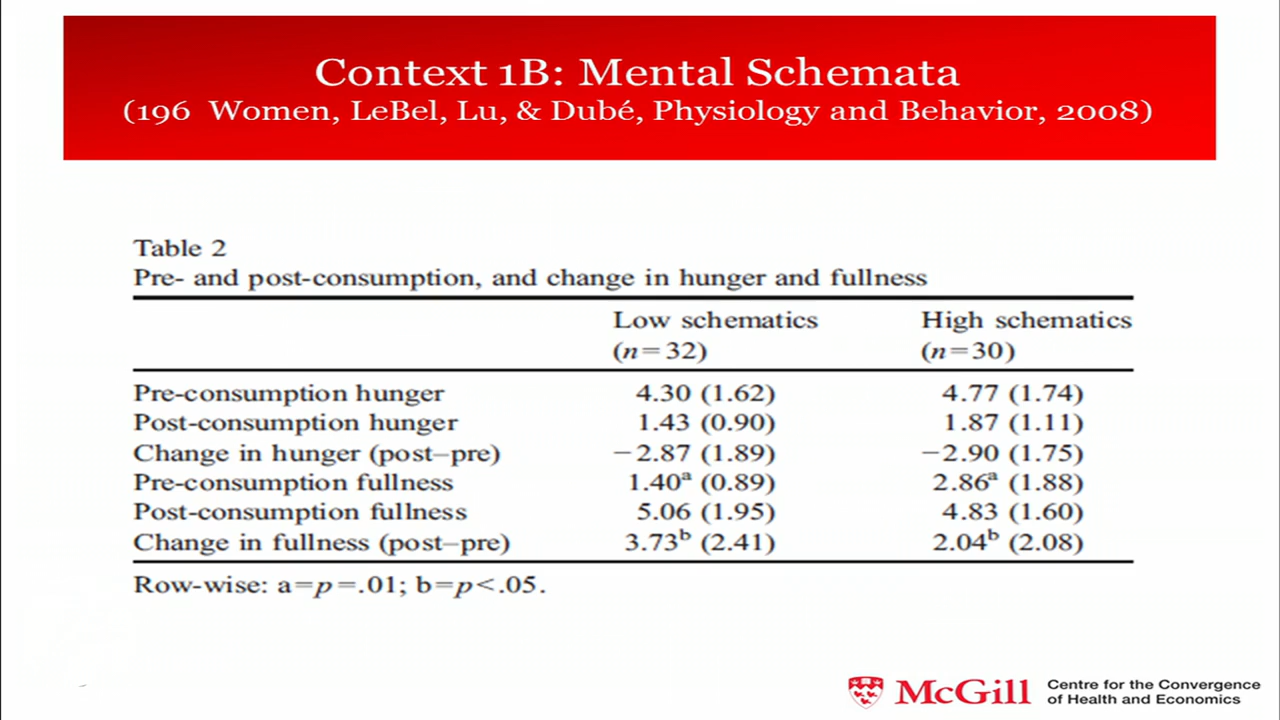 Context 1B: Mental Schemata
(196 Women, LeBel, Lu, & Dubé, Physiology and Behavior, 2008)
Table 2
Pre- and post-consumption, and change in hunger and fullness
Low schematics High schematics
(n=32) (n=30)
Pre-consumption hunger 4.30 (1.62) 4.77 (1.74)
Post-consumption hunger 1.43 (0.90) 1.87 (1.11)
Change in hunger (post–pre) −2.87 (1.89) −2.90 (1.75)
Pre-consumption fullness 1.40ᵃ (0.89) 2.86ᵃ (1.88)
Post-consumption fullness 5.06 (1.95) 4.83 (1.60)
Change in fullness (post–pre) 3.73ᵇ (2.41) 2.04ᵇ (2.08)
Row-wise: a=p=.01; b=p<.05.
McGill Centre for the Convergence
of Health and Economics